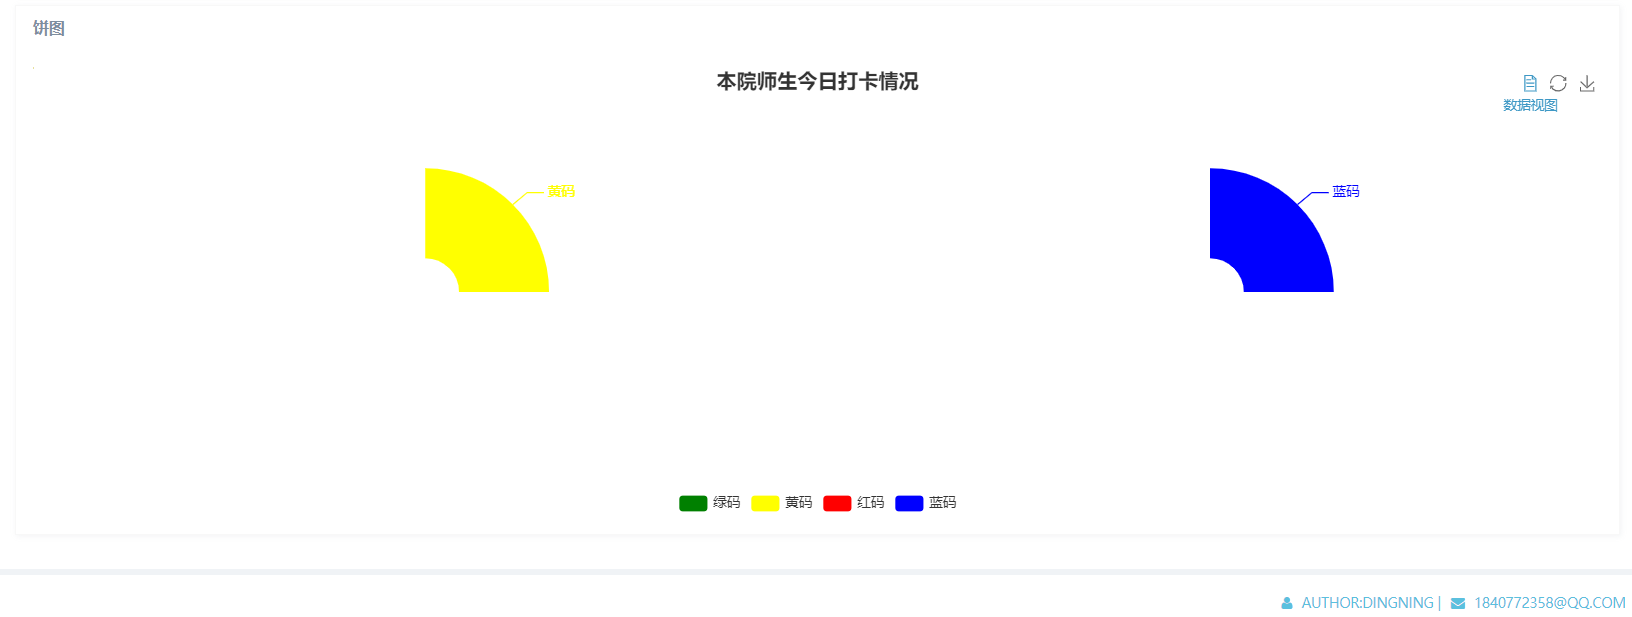 饼图
本院师生今日打卡情况
数据视图
黄码
蓝码
绿码 黄码 红码 蓝码
AUTHOR:DINGNING | 1840772358@QQ.COM